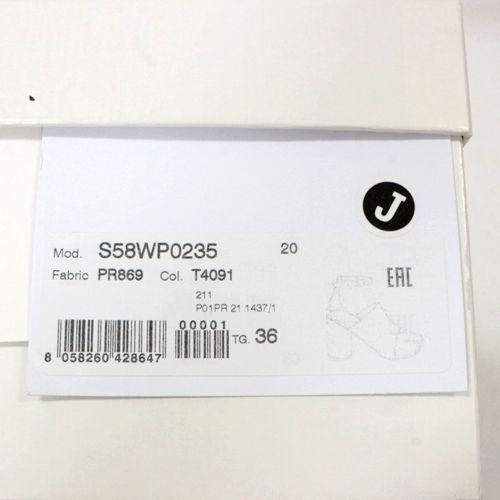 J
Mod. S58WP0235 20
Fabric PR869 Col. T4091
EAC
211
P01PR 21 1437/1
00001
TG. 36
8 058260 428647